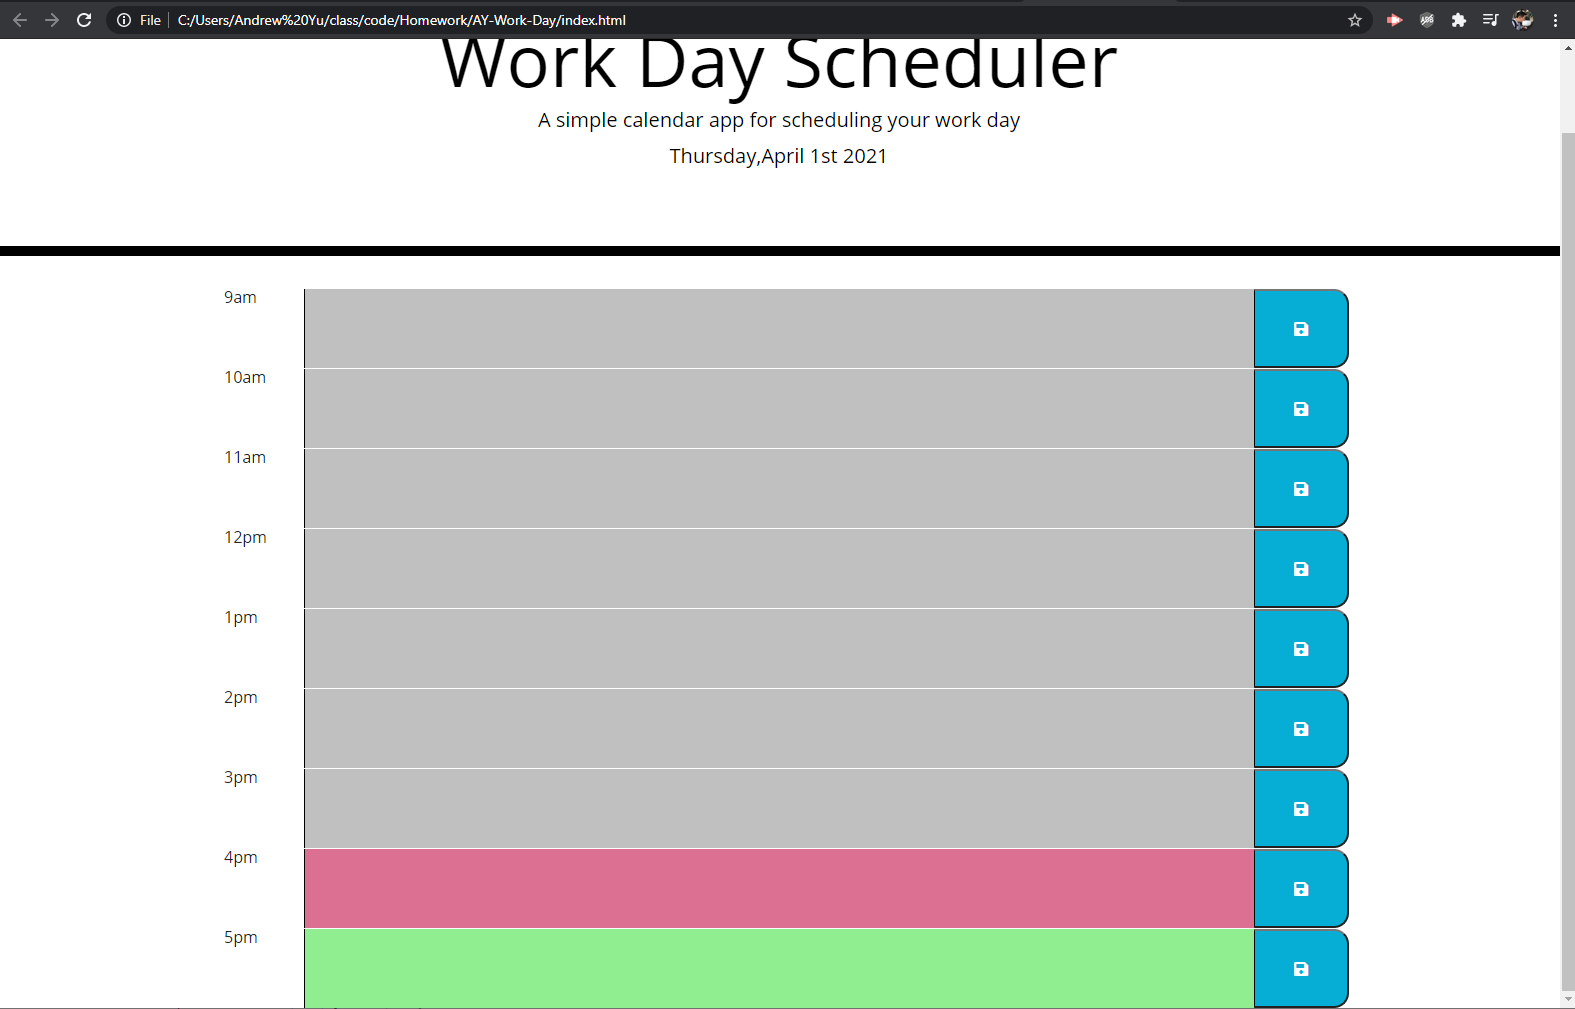 File C:/Users/Andrew%20Yu/class/code/Homework/AY-Work-Day/index.html
Work Day Scheduler
A simple calendar app for scheduling your work day
Thursday,April 1st 2021
9am
10am
11am
12pm
1pm
2pm
3pm
4pm
5pm